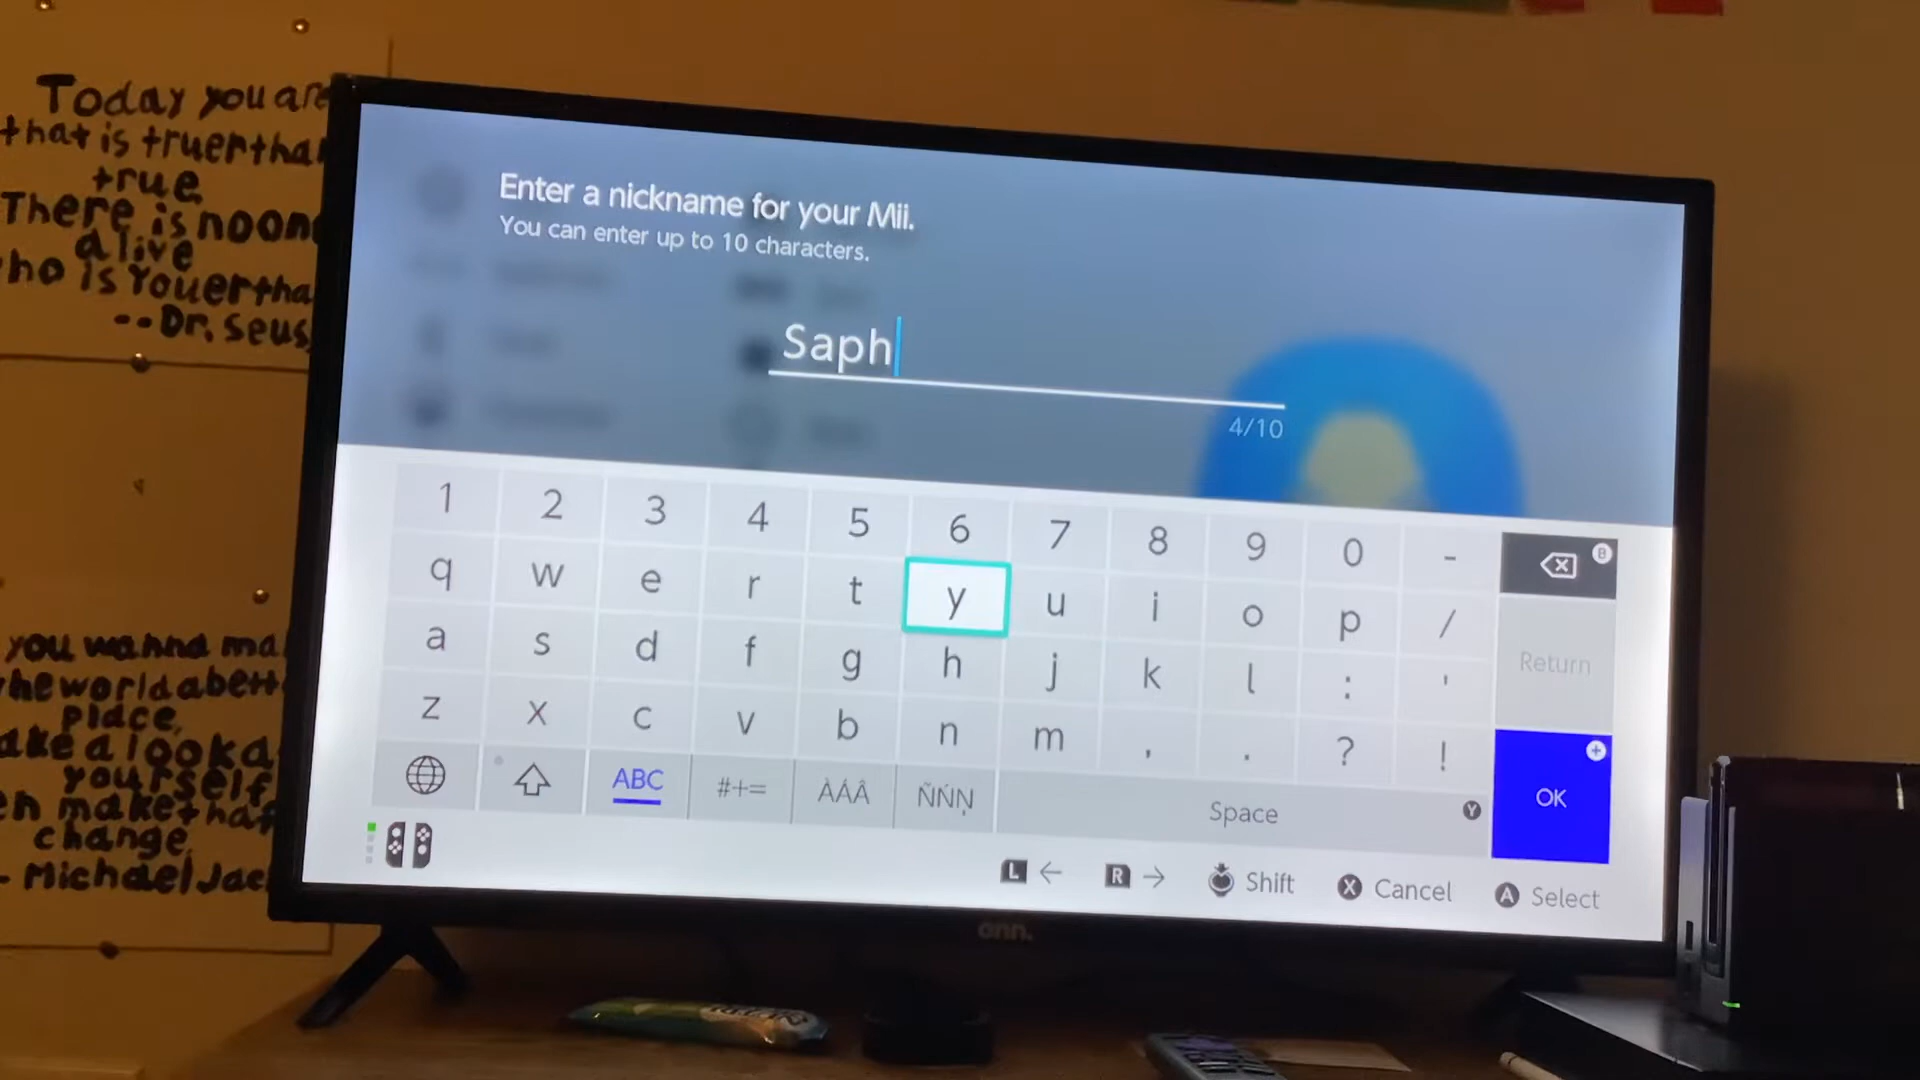 Today you are
that is truer than
true.
There is no one
alive
who is Youer tha
-- Dr. Seus
you wanna ma
the world a bett
place,
take a look a
yourself
en make that
change
- Michael Jac
Enter a nickname for your Mii.
You can enter up to 10 characters.
Saph
4/10
1 2 3 4 5 6 7 8 9 0 -
q w e r t y u i o p /
a s d f g h j k l : '
z x c v b n m , . ? !
ABC #+= ÀÁÂ ÑŃŅ Space Y
B
Return
+
OK
L ← R → Shift X Cancel A Select
onn.